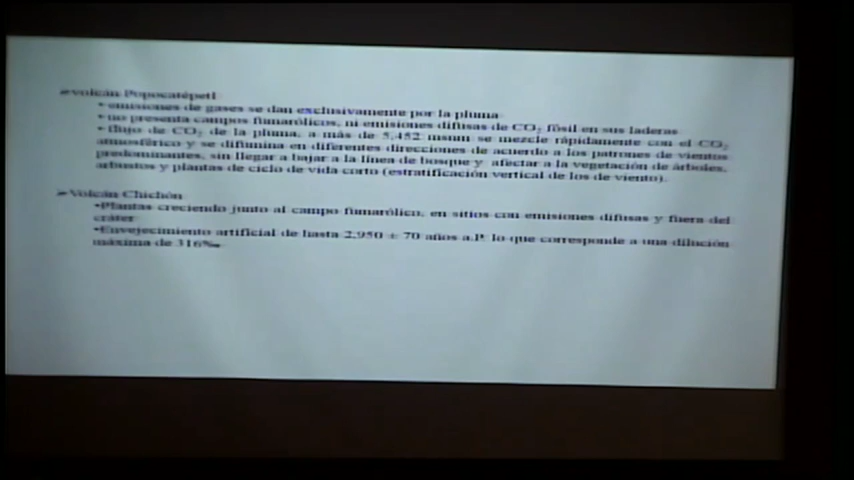 ➢volcán Popocatépetl
• emisiones de gases se dan exclusivamente por la pluma
• no presenta campos fumarólicos, ni emisiones difusas de CO₂ fósil en sus laderas
• flujo de CO₂ de la pluma, a más de 5,452 msnm se mezcle rápidamente con el CO₂
atmosférico y se difumina en diferentes direcciones de acuerdo a los patrones de vientos
predominantes, sin llegar a bajar a la línea de bosque y afectar a la vegetación de árboles,
arbustos y plantas de ciclo de vida corto (estratificación vertical de los de viento).
➢Volcán Chichón
•Plantas creciendo junto al campo fumarólico, en sitios con emisiones difusas y fuera del
cráter
•Envejecimiento artificial de hasta 2,950 ± 70 años a.P. lo que corresponde a una dilución
máxima de 316‰